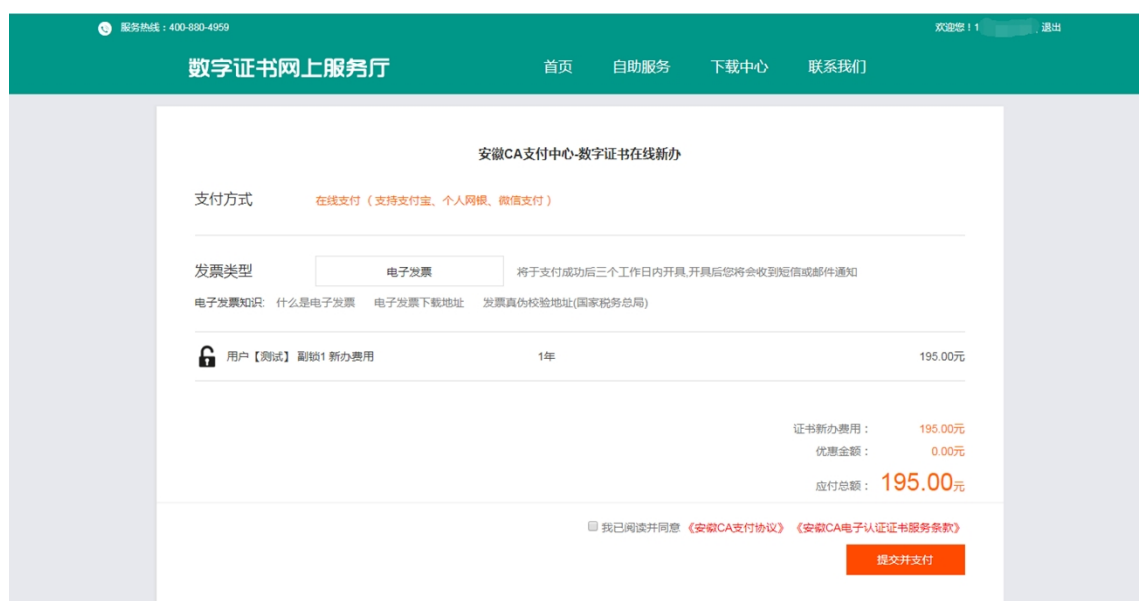 服务热线：400-880-4959 欢迎您！1 退出
数字证书网上服务厅 首页 自助服务 下载中心 联系我们
安徽CA支付中心-数字证书在线新办
支付方式 在线支付（支持支付宝、个人网银、微信支付）
发票类型 电子发票 将于支付成功后三个工作日内开具,开具后您将会收到短信或邮件通知
电子发票知识: 什么是电子发票 电子发票下载地址 发票真伪校验地址(国家税务总局)
用户【测试】 副锁1 新办费用 1年 195.00元
证书新办费用： 195.00元
优惠金额： 0.00元
应付总额： 195.00元
我已阅读并同意《安徽CA支付协议》《安徽CA电子认证证书服务条款》
提交并支付